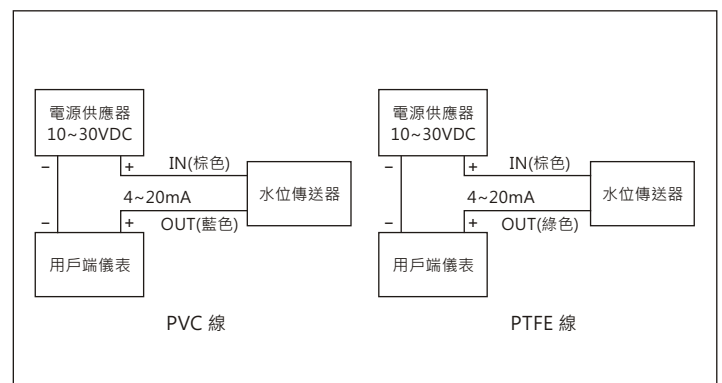 電源供應器
10~30VDC
− + IN(棕色)
4~20mA
水位傳送器
− + OUT(藍色)
用戶端儀表
PVC 線
電源供應器
10~30VDC
− + IN(棕色)
4~20mA
水位傳送器
− + OUT(綠色)
用戶端儀表
PTFE 線